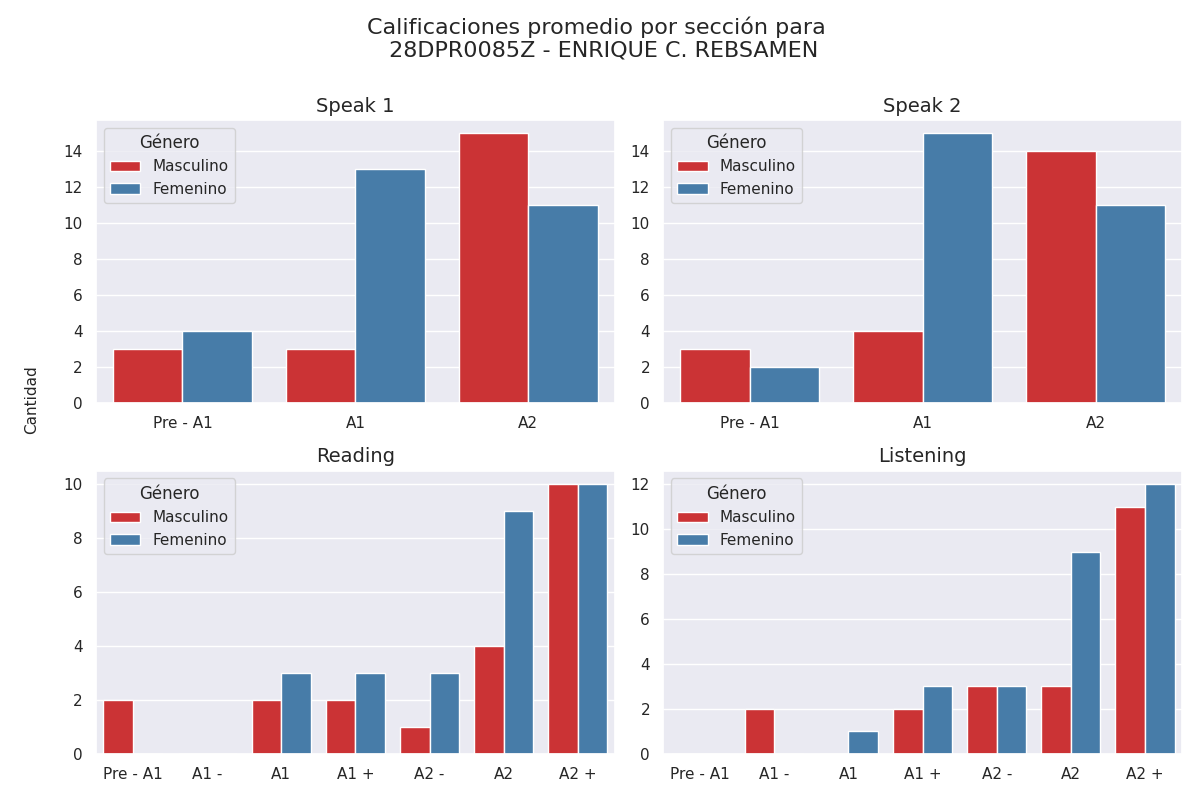 Calificaciones promedio por sección para
28DPR0085Z - ENRIQUE C. REBSAMEN
Cantidad
Speak 1
Género
Masculino
Femenino
14
12
10
8
6
4
2
0
Pre - A1 A1 A2
Speak 2
Género
Masculino
Femenino
14
12
10
8
6
4
2
0
Pre - A1 A1 A2
Reading
Género
Masculino
Femenino
10
8
6
4
2
0
Pre - A1 A1 - A1 A1 + A2 - A2 A2 +
Listening
Género
Masculino
Femenino
12
10
8
6
4
2
0
Pre - A1 A1 - A1 A1 + A2 - A2 A2 +